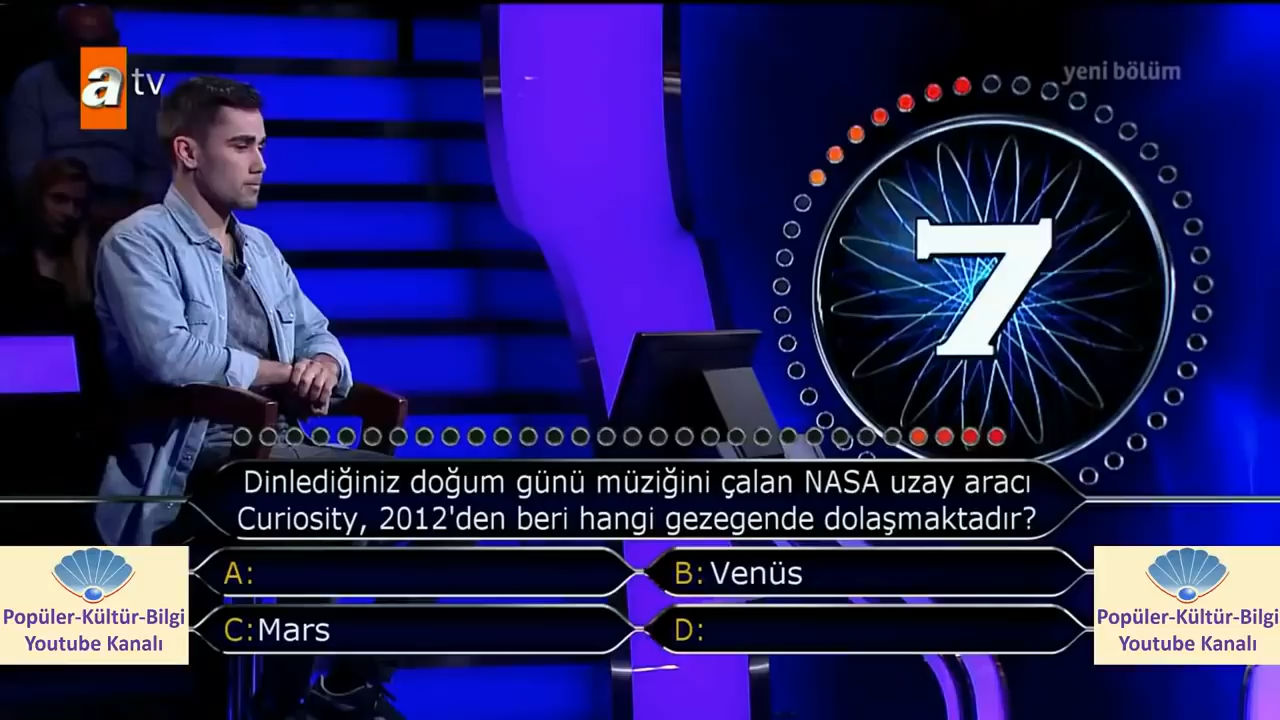 atv
yeni bölüm
7
Dinlediğiniz doğum günü müziğini çalan NASA uzay aracı
Curiosity, 2012'den beri hangi gezegende dolaşmaktadır?
A:
B: Venüs
C: Mars
D:
Popüler-Kültür-Bilgi
Youtube Kanalı
Popüler-Kültür-Bilgi
Youtube Kanalı